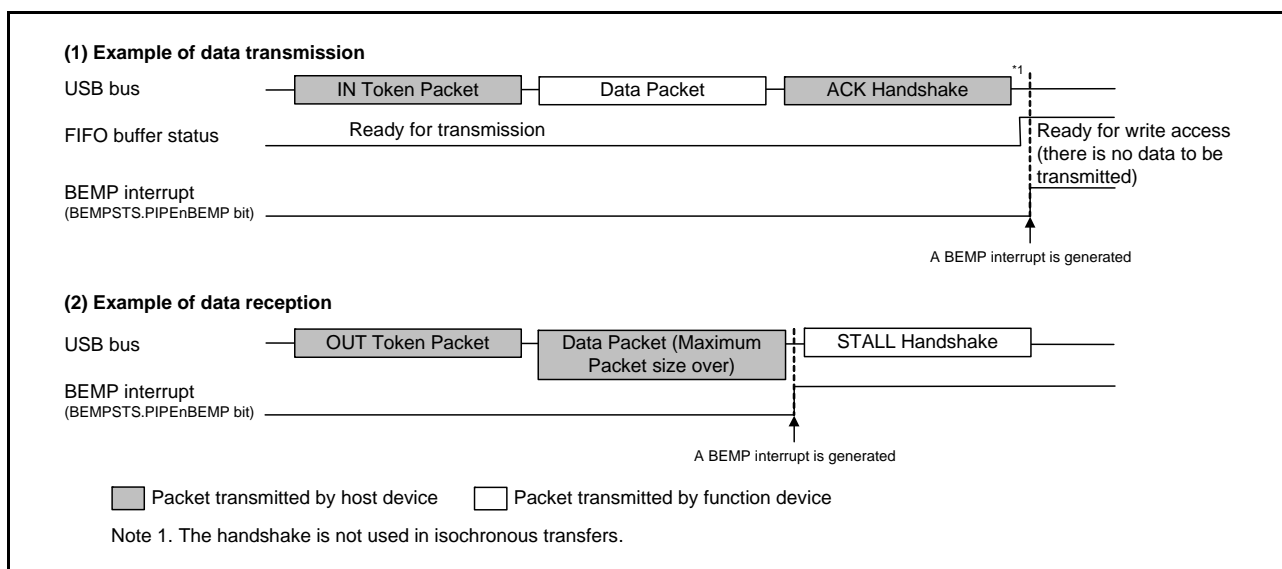 (1) Example of data transmission
USB bus
IN Token Packet
Data Packet
ACK Handshake
*1
FIFO buffer status
Ready for transmission
Ready for write access
(there is no data to be
transmitted)
BEMP interrupt
(BEMPSTS.PIPEnBEMP bit)
A BEMP interrupt is generated
(2) Example of data reception
USB bus
OUT Token Packet
Data Packet (Maximum
Packet size over)
STALL Handshake
BEMP interrupt
(BEMPSTS.PIPEnBEMP bit)
A BEMP interrupt is generated
Packet transmitted by host device
Packet transmitted by function device
Note 1. The handshake is not used in isochronous transfers.